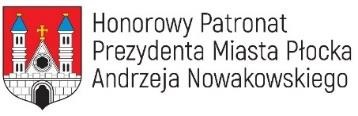 Honorowy Patronat
Prezydenta Miasta Płocka
Andrzeja Nowakowskiego